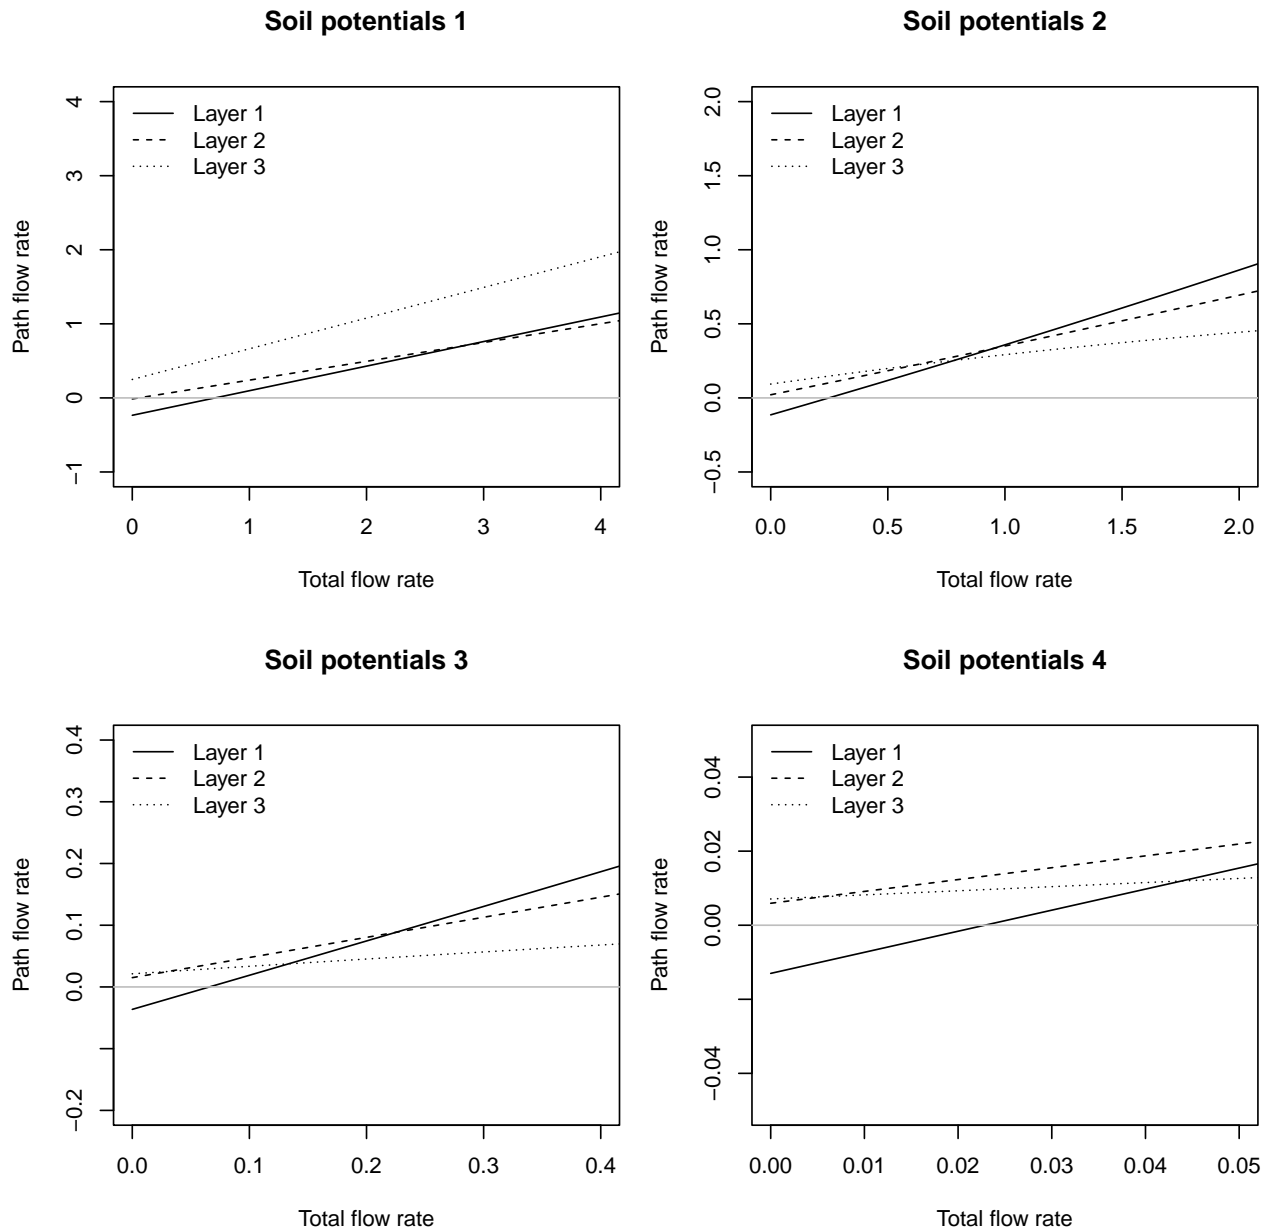 Soil potentials 1
Layer 1
Layer 2
Layer 3
Path flow rate
4
3
2
1
0
−1
0 1 2 3 4
Total flow rate
Soil potentials 2
Layer 1
Layer 2
Layer 3
Path flow rate
2.0
1.5
1.0
0.5
0.0
−0.5
0.0 0.5 1.0 1.5 2.0
Total flow rate
Soil potentials 3
Layer 1
Layer 2
Layer 3
Path flow rate
0.4
0.3
0.2
0.1
0.0
−0.2
0.0 0.1 0.2 0.3 0.4
Total flow rate
Soil potentials 4
Layer 1
Layer 2
Layer 3
Path flow rate
0.04
0.02
0.00
−0.04
0.00 0.01 0.02 0.03 0.04 0.05
Total flow rate